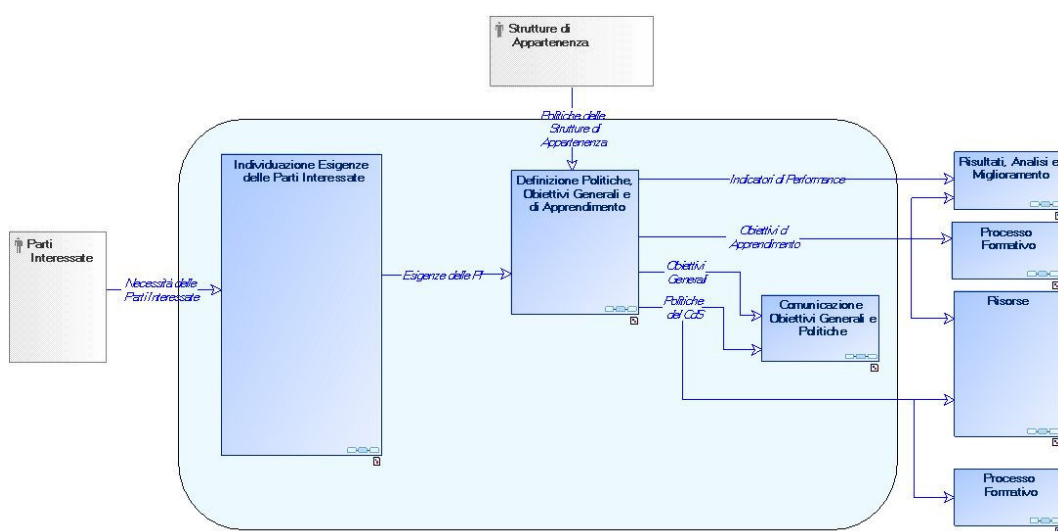 Strutture di
Appartenenza
Politiche delle
Strutture di
Appartenenza
Individuazione Esigenze
delle Parti Interessate
Definizione Politiche,
Obiettivi Generali e
di Apprendimento
Indicatori di Performance
Risultati, Analisi e
Miglioramento
Parti
Interessate
Necessità delle
Parti Interessate
Esigenze delle PI
Obiettivi di
Apprendimento
Processo
Formativo
Obiettivi
Generali
Politiche
del CdS
Comunicazione
Obiettivi Generali e
Politiche
Risorse
Processo
Formativo